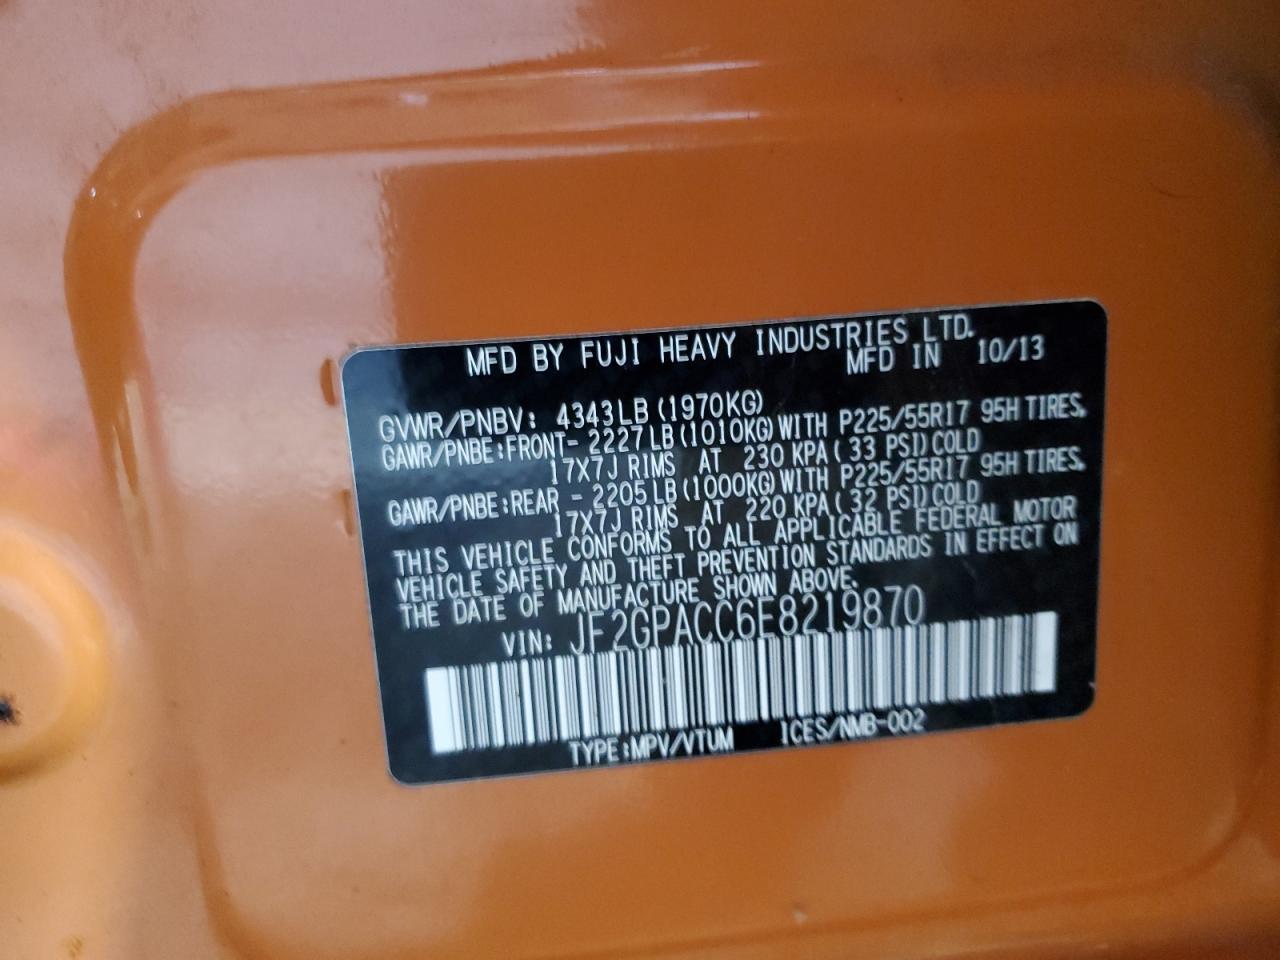 MFD BY FUJI HEAVY INDUSTRIES LTD.
MFD IN 10/13
GVWR/PNBV: 4343LB (1970KG)
GAWR/PNBE:FRONT- 2227LB(1010KG)WITH P225/55R17 95H TIRES.
17X7J RIMS AT 230 KPA( 33 PSI)COLD
GAWR/PNBE:REAR - 2205LB(1000KG)WITH P225/55R17 95H TIRES.
17X7J RIMS AT 220 KPA( 32 PSI)COLD
THIS VEHICLE CONFORMS TO ALL APPLICABLE FEDERAL MOTOR
VEHICLE SAFETY AND THEFT PREVENTION STANDARDS IN EFFECT ON
THE DATE OF MANUFACTURE SHOWN ABOVE.
VIN: JF2GPACC6E8219870
TYPE:MPV/VTUM ICES/NMB-002